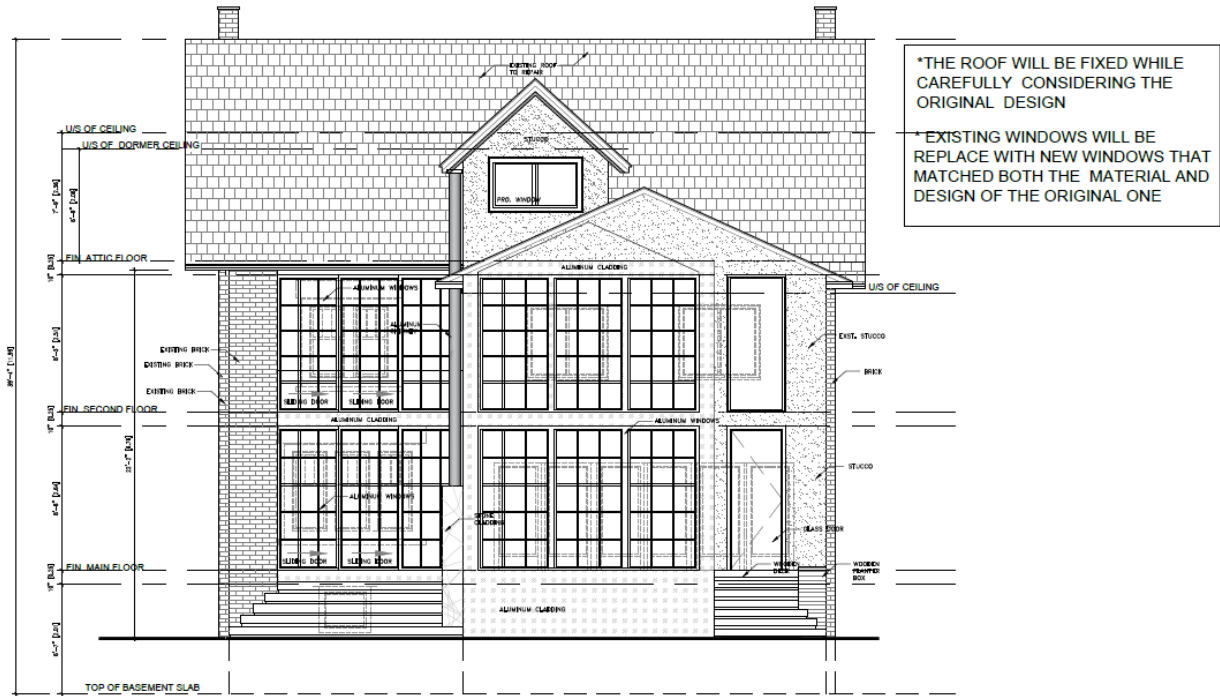 EXISTING ROOF
TO REPAIR
*THE ROOF WILL BE FIXED WHILE
CAREFULLY CONSIDERING THE
ORIGINAL DESIGN
* EXISTING WINDOWS WILL BE
REPLACE WITH NEW WINDOWS THAT
MATCHED BOTH THE MATERIAL AND
DESIGN OF THE ORIGINAL ONE
U/S OF CEILING
STUCCO
U/S OF DORMER CEILING
PRO. WINDOW
FIN. ATTIC FLOOR
ALUMINUM CLADDING
ALUMINUM WINDOWS
U/S OF CEILING
ALUMINUM
EXIST. STUCCO
EXISTING BRICK
EXISTING BRICK
BRICK
EXISTING BRICK
SLIDING DOOR
SLIDING DOOR
FIN. SECOND FLOOR
ALUMINUM CLADDING
ALUMINUM WINDOWS
STUCCO
ALUMINUM WINDOWS
STONE
CLADDING
GLASS DOOR
SLIDING DOOR
SLIDING DOOR
FIN. MAIN FLOOR
WOODEN
DECK
WOODEN
PLANTER
BOX
ALUMINUM CLADDING
TOP OF BASEMENT SLAB